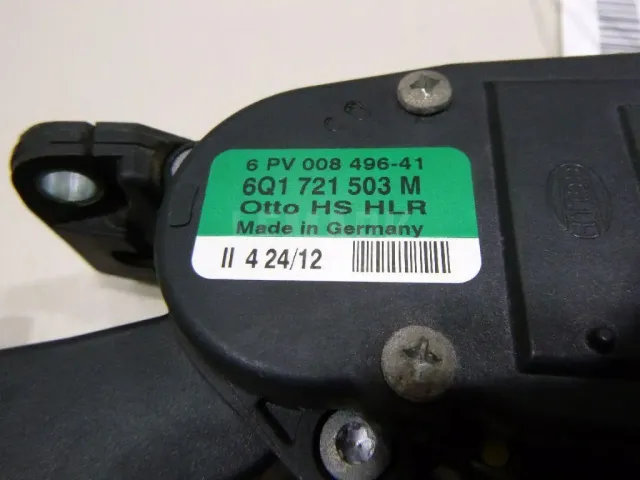 6 PV 008 496-41
6Q1 721 503 M
Otto HS HLR
Made in Germany
II 4 24/12